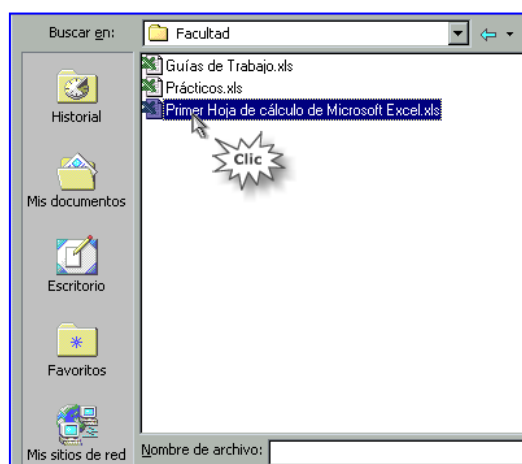 Buscar en:
Facultad
Guías de Trabajo.xls
Prácticos.xls
Primer Hoja de cálculo de Microsoft Excel.xls
Clic
Historial
Mis documentos
Escritorio
Favoritos
Mis sitios de red
Nombre de archivo: